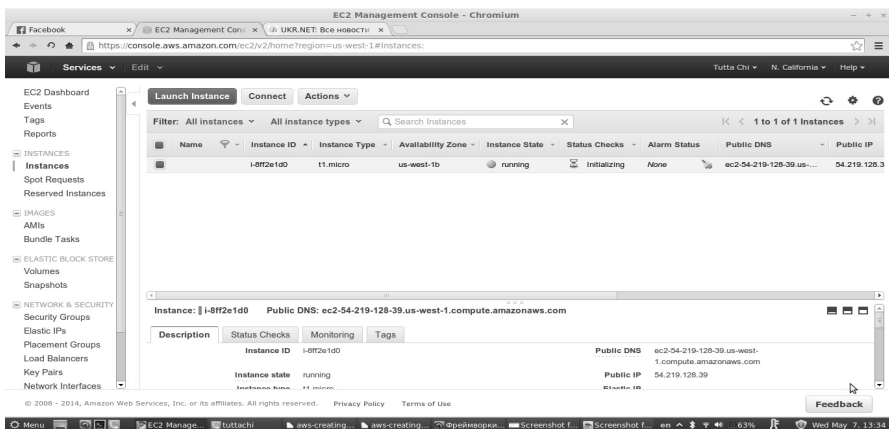 EC2 Management Console - Chromium
Facebook × EC2 Management Cons × UKR.NET: Все новости ×
https://console.aws.amazon.com/ec2/v2/home?region=us-west-1#Instances:
Services Edit Tutta Chi N. California Help
EC2 Dashboard
Events
Tags
Reports
INSTANCES
Instances
Spot Requests
Reserved Instances
IMAGES
AMIs
Bundle Tasks
ELASTIC BLOCK STORE
Volumes
Snapshots
NETWORK & SECURITY
Security Groups
Elastic IPs
Placement Groups
Load Balancers
Key Pairs
Network Interfaces
Launch Instance Connect Actions
Filter: All instances All instance types Search Instances 1 to 1 of 1 Instances
Name Instance ID Instance Type Availability Zone Instance State Status Checks Alarm Status Public DNS Public IP
i-8ff2e1d0 t1.micro us-west-1b running Initializing None ec2-54-219-128-39.us-... 54.219.128.3
Instance: i-8ff2e1d0 Public DNS: ec2-54-219-128-39.us-west-1.compute.amazonaws.com
Description Status Checks Monitoring Tags
Instance ID i-8ff2e1d0 Public DNS ec2-54-219-128-39.us-west-
1.compute.amazonaws.com
Instance state running Public IP 54.219.128.39
Instance type t1.micro Elastic IP
© 2008 - 2014, Amazon Web Services, Inc. or its affiliates. All rights reserved. Privacy Policy Terms of Use Feedback
Menu EC2 Manage... tuttachi aws-creating... aws-creating... Фреймворки... Screenshot f... Screenshot f... en 63% Wed May 7, 13:34